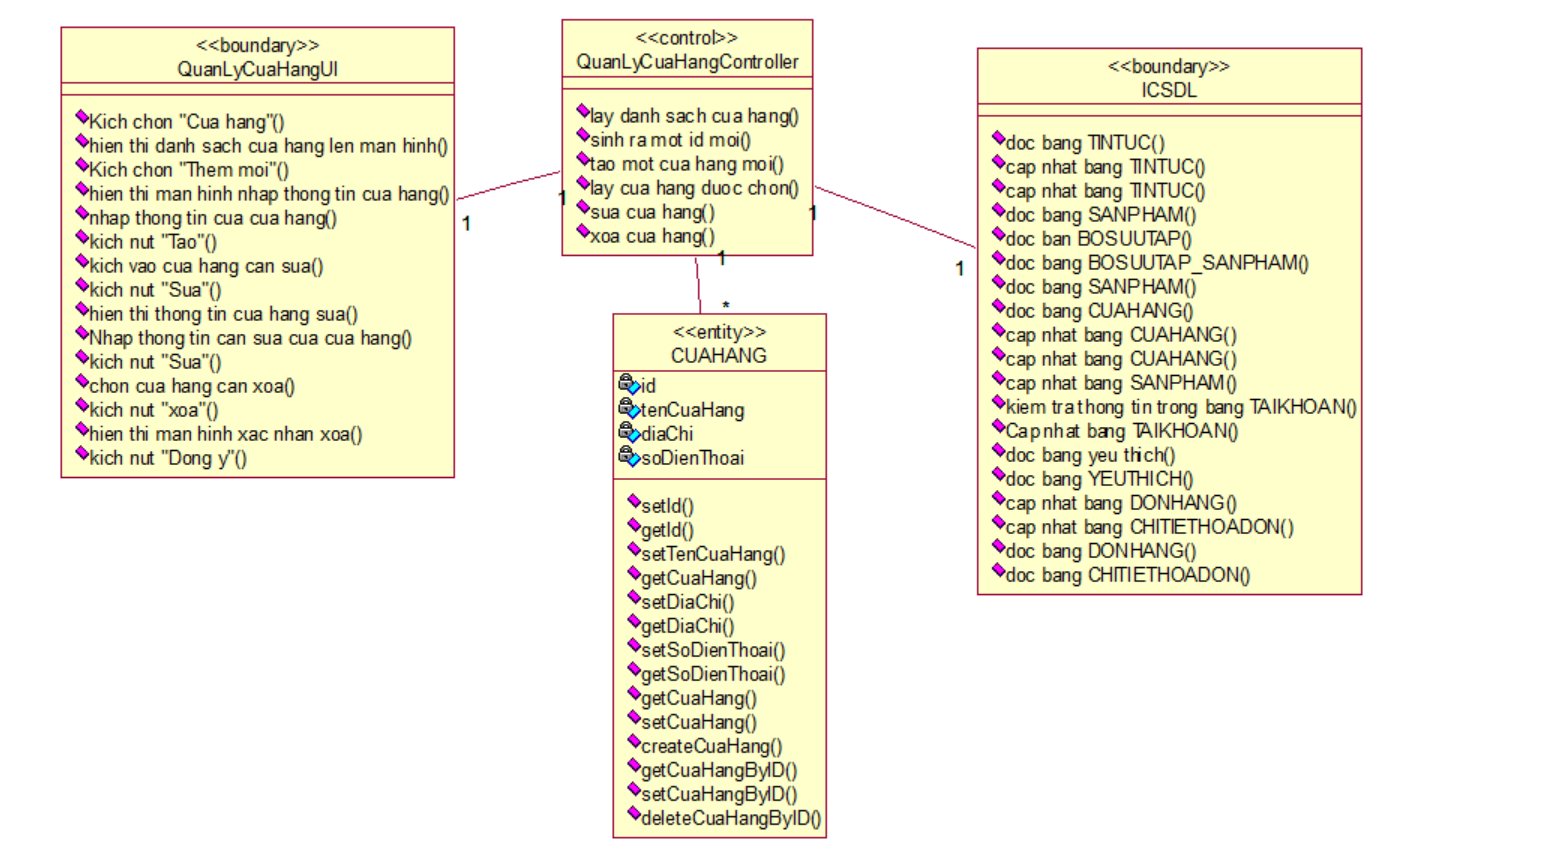 <<boundary>>
QuanLyCuaHangUI
Kich chon "Cua hang"()
hien thi danh sach cua hang len man hinh()
Kich chon "Them moi"()
hien thi man hinh nhap thong tin cua hang()
nhap thong tin cua cua hang()
kich nut "Tao"()
kich vao cua hang can sua()
kich nut "Sua"()
hien thi thong tin cua hang sua()
Nhap thong tin can sua cua cua hang()
kich nut "Sua"()
chon cua hang can xoa()
kich nut "xoa"()
hien thi man hinh xac nhan xoa()
kich nut "Dong y"()
1
1
<<control>>
QuanLyCuaHangController
lay danh sach cua hang()
sinh ra mot id moi()
tao mot cua hang moi()
lay cua hang duoc chon()
sua cua hang()
xoa cua hang()
1
1
1
*
<<entity>>
CUAHANG
id
tenCuaHang
diaChi
soDienThoai
setId()
getId()
setTenCuaHang()
getCuaHang()
setDiaChi()
getDiaChi()
setSoDienThoai()
getSoDienThoai()
getCuaHang()
setCuaHang()
createCuaHang()
getCuaHangByID()
setCuaHangByID()
deleteCuaHangByID()
<<boundary>>
ICSDL
doc bang TINTUC()
cap nhat bang TINTUC()
cap nhat bang TINTUC()
doc bang SANPHAM()
doc ban BOSUUTAP()
doc bang BOSUUTAP_SANPHAM()
doc bang SANPHAM()
doc bang CUAHANG()
cap nhat bang CUAHANG()
cap nhat bang CUAHANG()
cap nhat bang SANPHAM()
kiem tra thong tin trong bang TAIKHOAN()
Cap nhat bang TAIKHOAN()
doc bang yeu thich()
doc bang YEUTHICH()
cap nhat bang DONHANG()
cap nhat bang CHITIETHOADON()
doc bang DONHANG()
doc bang CHITIETHOADON()